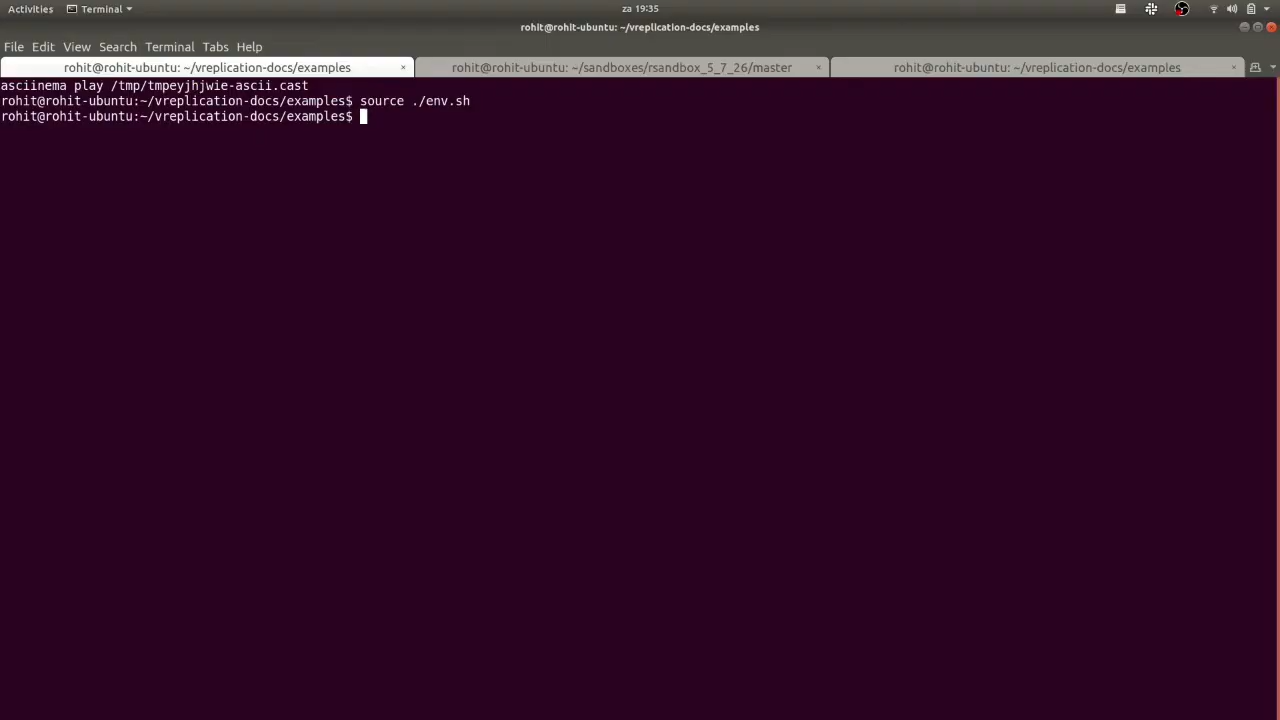 Activities Terminal za 19:35
rohit@rohit-ubuntu: ~/vreplication-docs/examples
File Edit View Search Terminal Tabs Help
rohit@rohit-ubuntu: ~/vreplication-docs/examples × rohit@rohit-ubuntu: ~/sandboxes/rsandbox_5_7_26/master × rohit@rohit-ubuntu: ~/vreplication-docs/examples ×
asciinema play /tmp/tmpeyjhjwie-ascii.cast
rohit@rohit-ubuntu:~/vreplication-docs/examples$ source ./env.sh
rohit@rohit-ubuntu:~/vreplication-docs/examples$